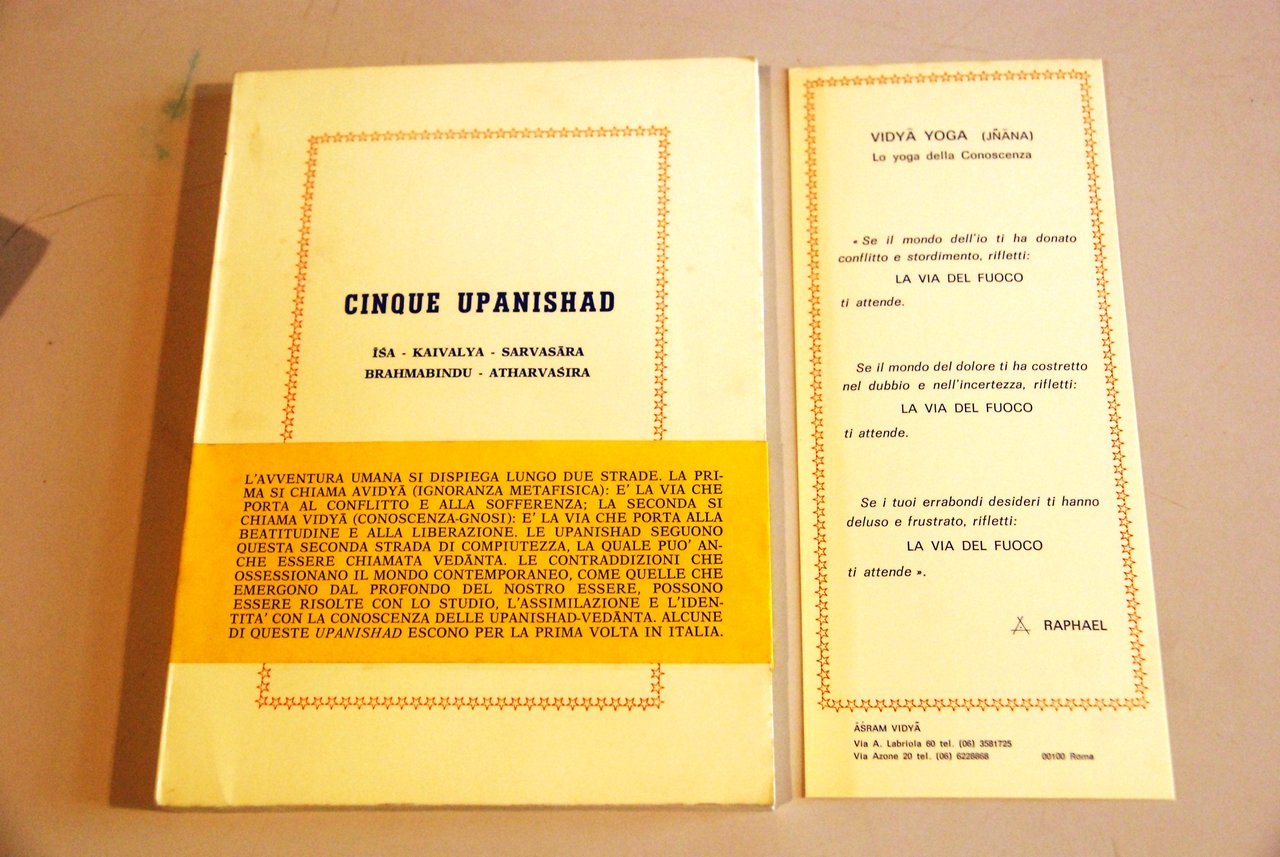 CINQUE UPANISHAD
ĪŚA - KAIVALYA - SARVASĀRA
BRAHMABINDU - ATHARVAŚIRA
L'AVVENTURA UMANA SI DISPIEGA LUNGO DUE STRADE. LA PRI-
MA SI CHIAMA AVIDYĀ (IGNORANZA METAFISICA): E' LA VIA CHE
PORTA AL CONFLITTO E ALLA SOFFERENZA; LA SECONDA SI
CHIAMA VIDYĀ (CONOSCENZA-GNOSI): E' LA VIA CHE PORTA ALLA
BEATITUDINE E ALLA LIBERAZIONE. LE UPANISHAD SEGUONO
QUESTA SECONDA STRADA DI COMPIUTEZZA, LA QUALE PUO' AN-
CHE ESSERE CHIAMATA VEDĀNTA. LE CONTRADDIZIONI CHE
OSSESSIONANO IL MONDO CONTEMPORANEO, COME QUELLE CHE
EMERGONO DAL PROFONDO DEL NOSTRO ESSERE, POSSONO
ESSERE RISOLTE CON LO STUDIO, L'ASSIMILAZIONE E L'IDEN-
TITA' CON LA CONOSCENZA DELLE UPANISHAD-VEDĀNTA. ALCUNE
DI QUESTE UPANISHAD ESCONO PER LA PRIMA VOLTA IN ITALIA.
VIDYĀ YOGA (JÑĀNA)
Lo yoga della Conoscenza
« Se il mondo dell'io ti ha donato
conflitto e stordimento, rifletti:
LA VIA DEL FUOCO
ti attende.
Se il mondo del dolore ti ha costretto
nel dubbio e nell'incertezza, rifletti:
LA VIA DEL FUOCO
ti attende.
Se i tuoi errabondi desideri ti hanno
deluso e frustrato, rifletti:
LA VIA DEL FUOCO
ti attende ».
RAPHAEL
ĀŚRAM VIDYĀ
Via A. Labriola 60 tel. (06) 3581725
Via Azone 20 tel. (06) 6228868 00100 Roma